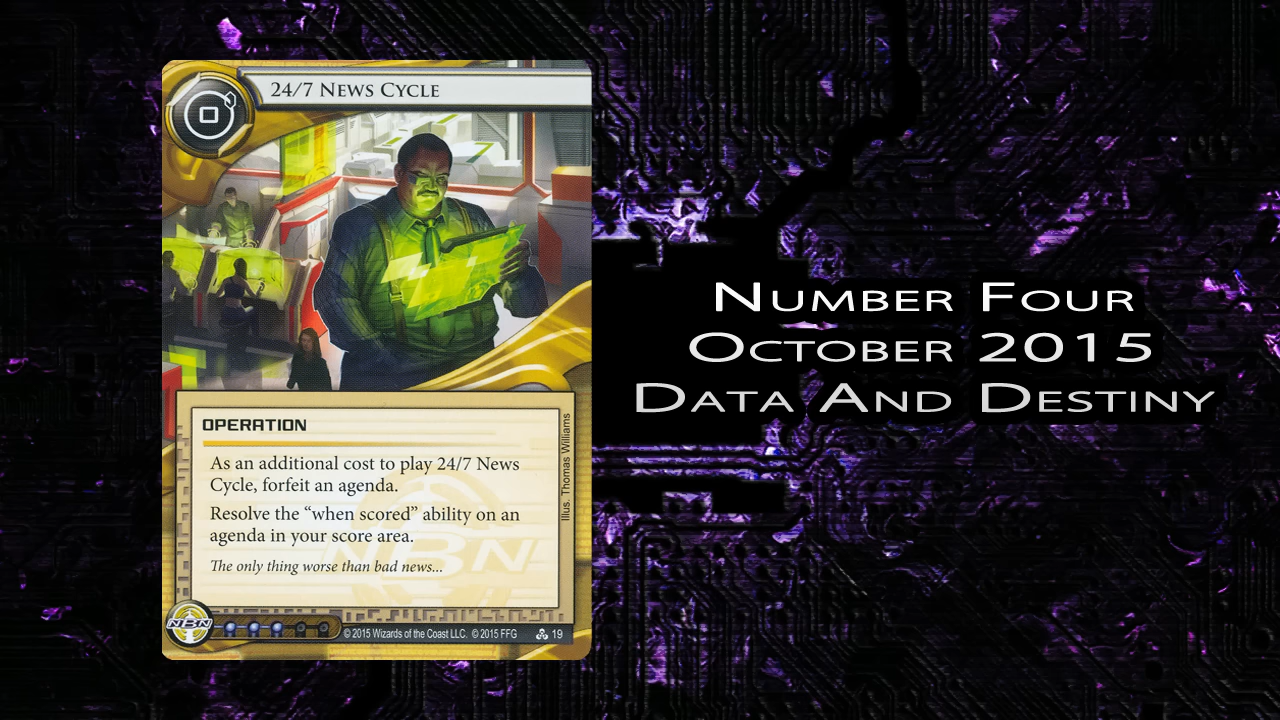 24/7 News Cycle
OPERATION
As an additional cost to play 24/7 News
Cycle, forfeit an agenda.
Resolve the “when scored” ability on an
agenda in your score area.
The only thing worse than bad news...
NBN
Illus. Thomas Williams
NBN
© 2015 Wizards of the Coast LLC. © 2015 FFG
19
Number Four
October 2015
Data And Destiny